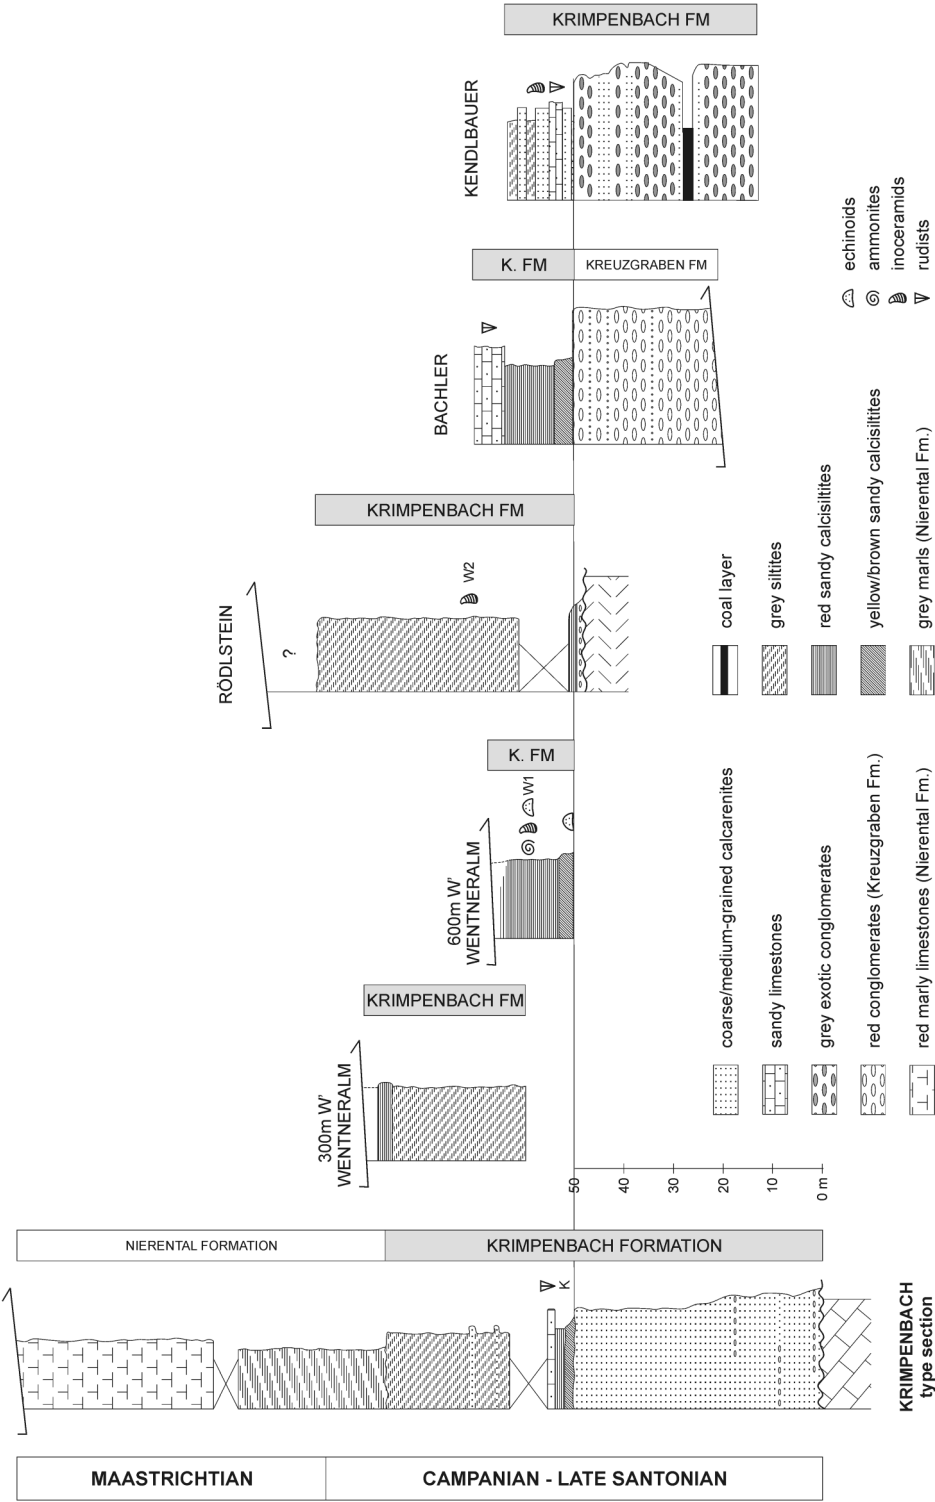 KRIMPENBACH FM
KENDLBAUER
K. FM
KREUZGRABEN FM
BACHLER
KRIMPENBACH FM
RÖDLSTEIN
?
W2
K. FM
600m W'
WENTNERALM
W1
KRIMPENBACH FM
300m W'
WENTNERALM
50
40
30
20
10
0 m
NIERENTAL FORMATION
KRIMPENBACH FORMATION
K
KRIMPENBACH
type section
MAASTRICHTIAN
CAMPANIAN - LATE SANTONIAN
echinoids
ammonites
inoceramids
rudists
coal layer
grey siltites
red sandy calcisiltites
yellow/brown sandy calcisiltites
grey marls (Nierental Fm.)
coarse/medium-grained calcarenites
sandy limestones
grey exotic conglomerates
red conglomerates (Kreuzgraben Fm.)
red marly limestones (Nierental Fm.)